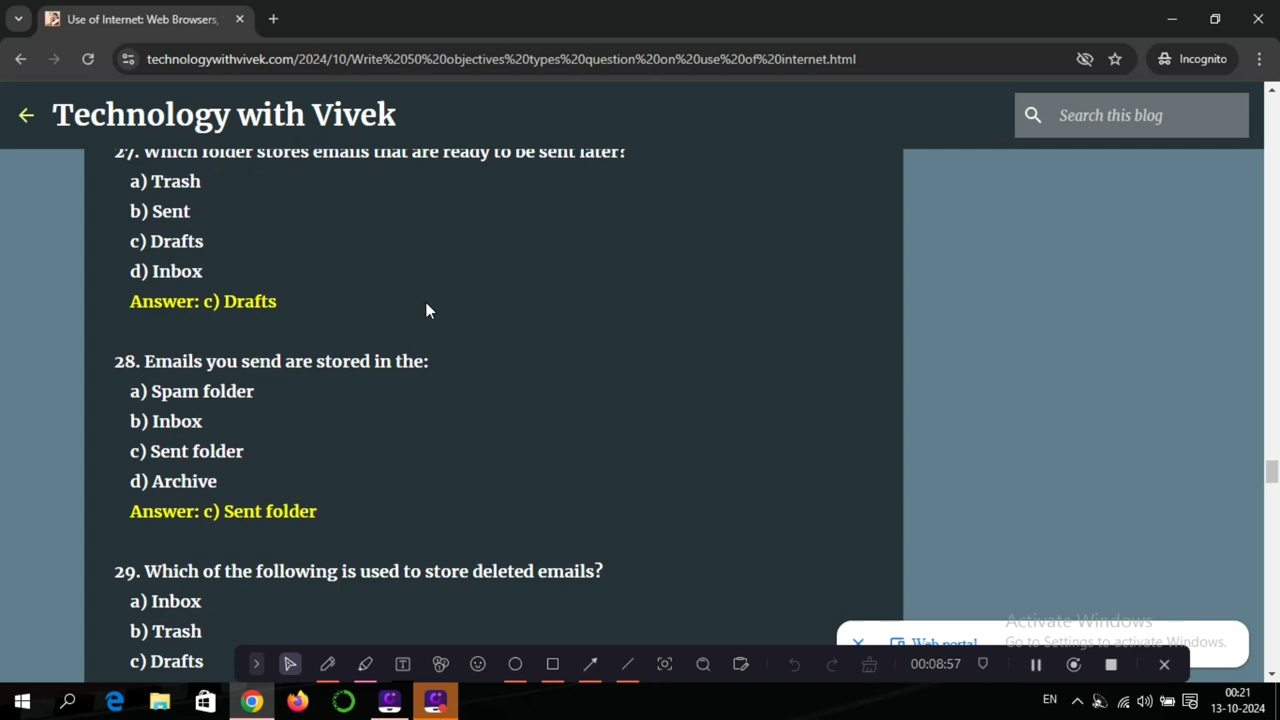 Use of Internet: Web Browsers,
technologywithvivek.com/2024/10/Write%2050%20objectives%20types%20question%20on%20use%20of%20internet.html
Incognito
Technology with Vivek
Search this blog
27. Which folder stores emails that are ready to be sent later?
a) Trash
b) Sent
c) Drafts
d) Inbox
Answer: c) Drafts
28. Emails you send are stored in the:
a) Spam folder
b) Inbox
c) Sent folder
d) Archive
Answer: c) Sent folder
29. Which of the following is used to store deleted emails?
a) Inbox
b) Trash
c) Drafts
Activate Windows
Go to Settings to activate Windows.
Web portal
00:08:57
EN
00:21
13-10-2024